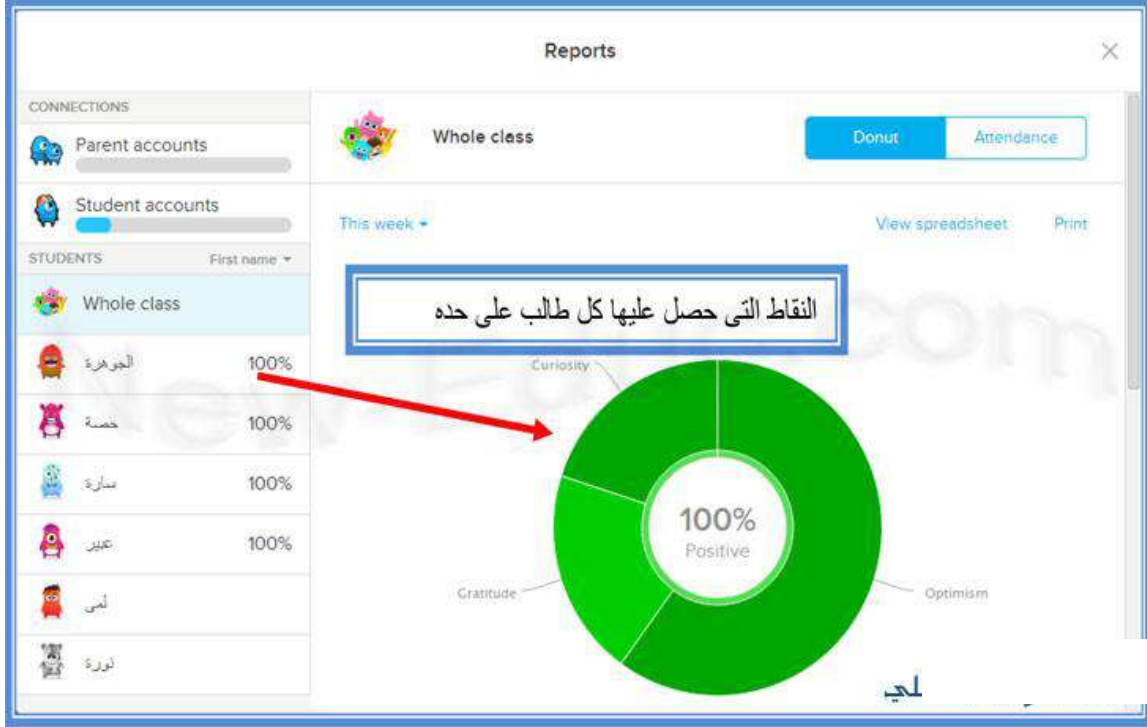 Reports
CONNECTIONS
Parent accounts
Student accounts
STUDENTS First name
Whole class
الجوهرة 100%
حصة 100%
سارة 100%
عبير 100%
لمى
نورة
Whole class
Donut Attendance
This week
View spreadsheet Print
النقاط التى حصل عليها كل طالب على حده
Curiosity
100%
Positive
Gratitude
Optimism